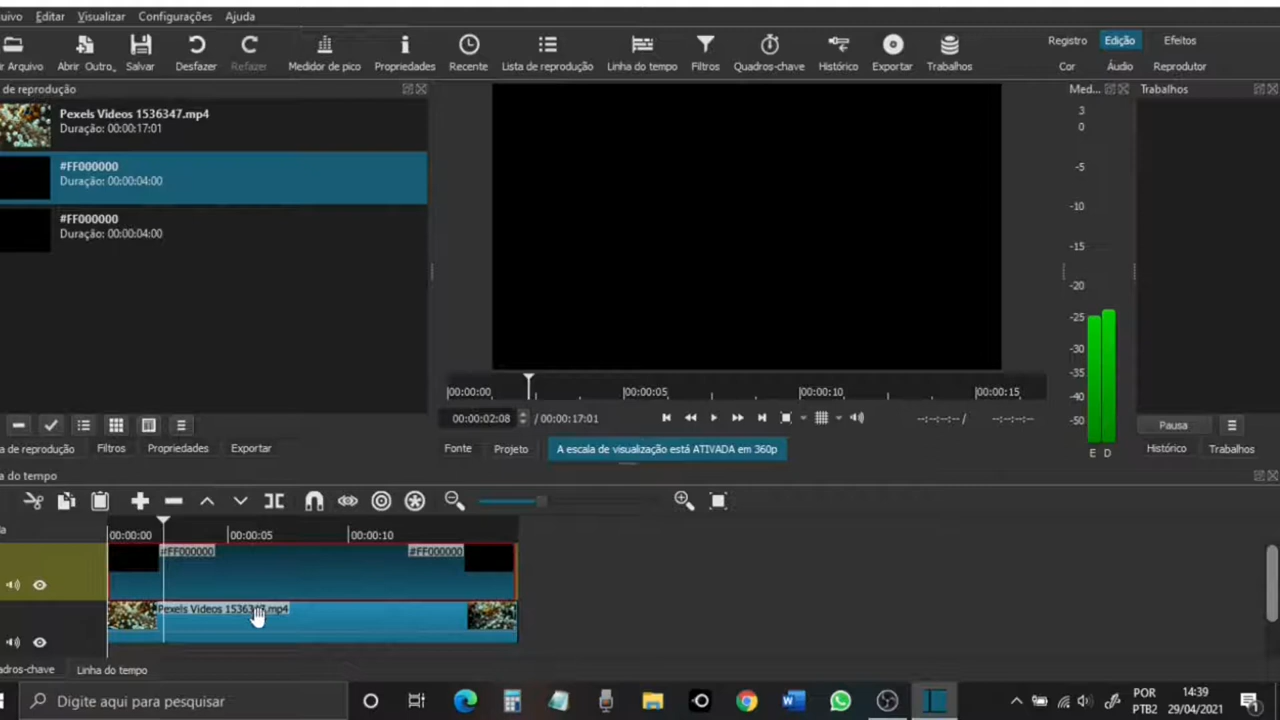 uivo Editar Visualizar Configurações Ajuda
r Arquivo Abrir Outro.. Salvar Desfazer Refazer Medidor de pico Propriedades Recente Lista de reprodução Linha do tempo Filtros Quadros-chave Histórico Exportar Trabalhos
Registro Edição Efeitos
Cor Áudio Reprodutor
de reprodução
Med...
Trabalhos
Pexels Videos 1536347.mp4
Duração: 00:00:17:01
#FF000000
Duração: 00:00:04:00
#FF000000
Duração: 00:00:04:00
3
0
-5
-10
-15
-20
-25
-30
-35
-40
-50
E D
00:00:00 00:00:05 00:00:10 00:00:15
00:00:02:08 / 00:00:17:01
--:--:--:-- / --:--:--:--
Pausa
a de reprodução Filtros Propriedades Exportar
Fonte Projeto A escala de visualização está ATIVADA em 360p
Histórico Trabalhos
a do tempo
00:00:00 00:00:05 00:00:10
#FF000000 #FF000000
Pexels Videos 1536347.mp4
adros-chave Linha do tempo
Digite aqui para pesquisar
POR 14:39
PTB2 29/04/2021
1